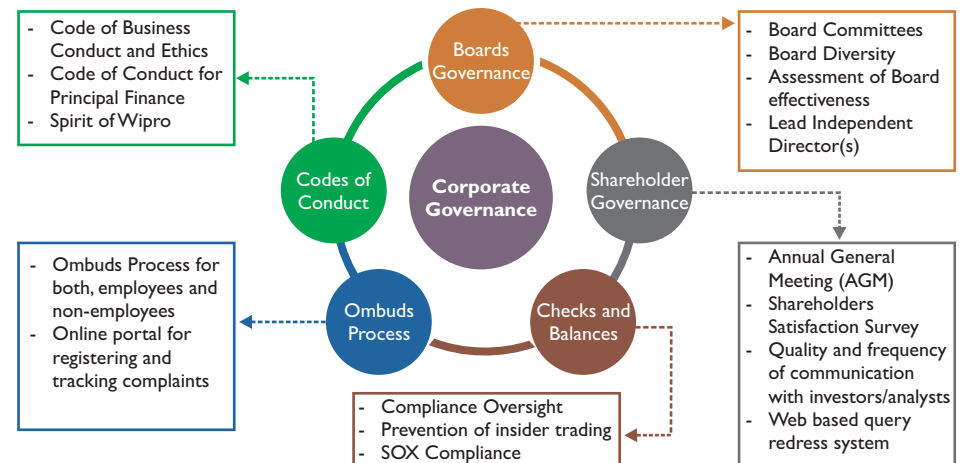 - Code of Business
Conduct and Ethics
- Code of Conduct for
Principal Finance
- Spirit of Wipro
Boards
Governance
- Board Committees
- Board Diversity
- Assessment of Board
effectiveness
- Lead Independent
Director(s)
Codes of
Conduct
Corporate
Governance
Shareholder
Governance
- Ombuds Process for
both, employees and
non-employees
- Online portal for
registering and
tracking complaints
Ombuds
Process
Checks and
Balances
- Annual General
Meeting (AGM)
- Shareholders
Satisfaction Survey
- Quality and frequency
of communication
with investors/analysts
- Web based query
redress system
- Compliance Oversight
- Prevention of insider trading
- SOX Compliance